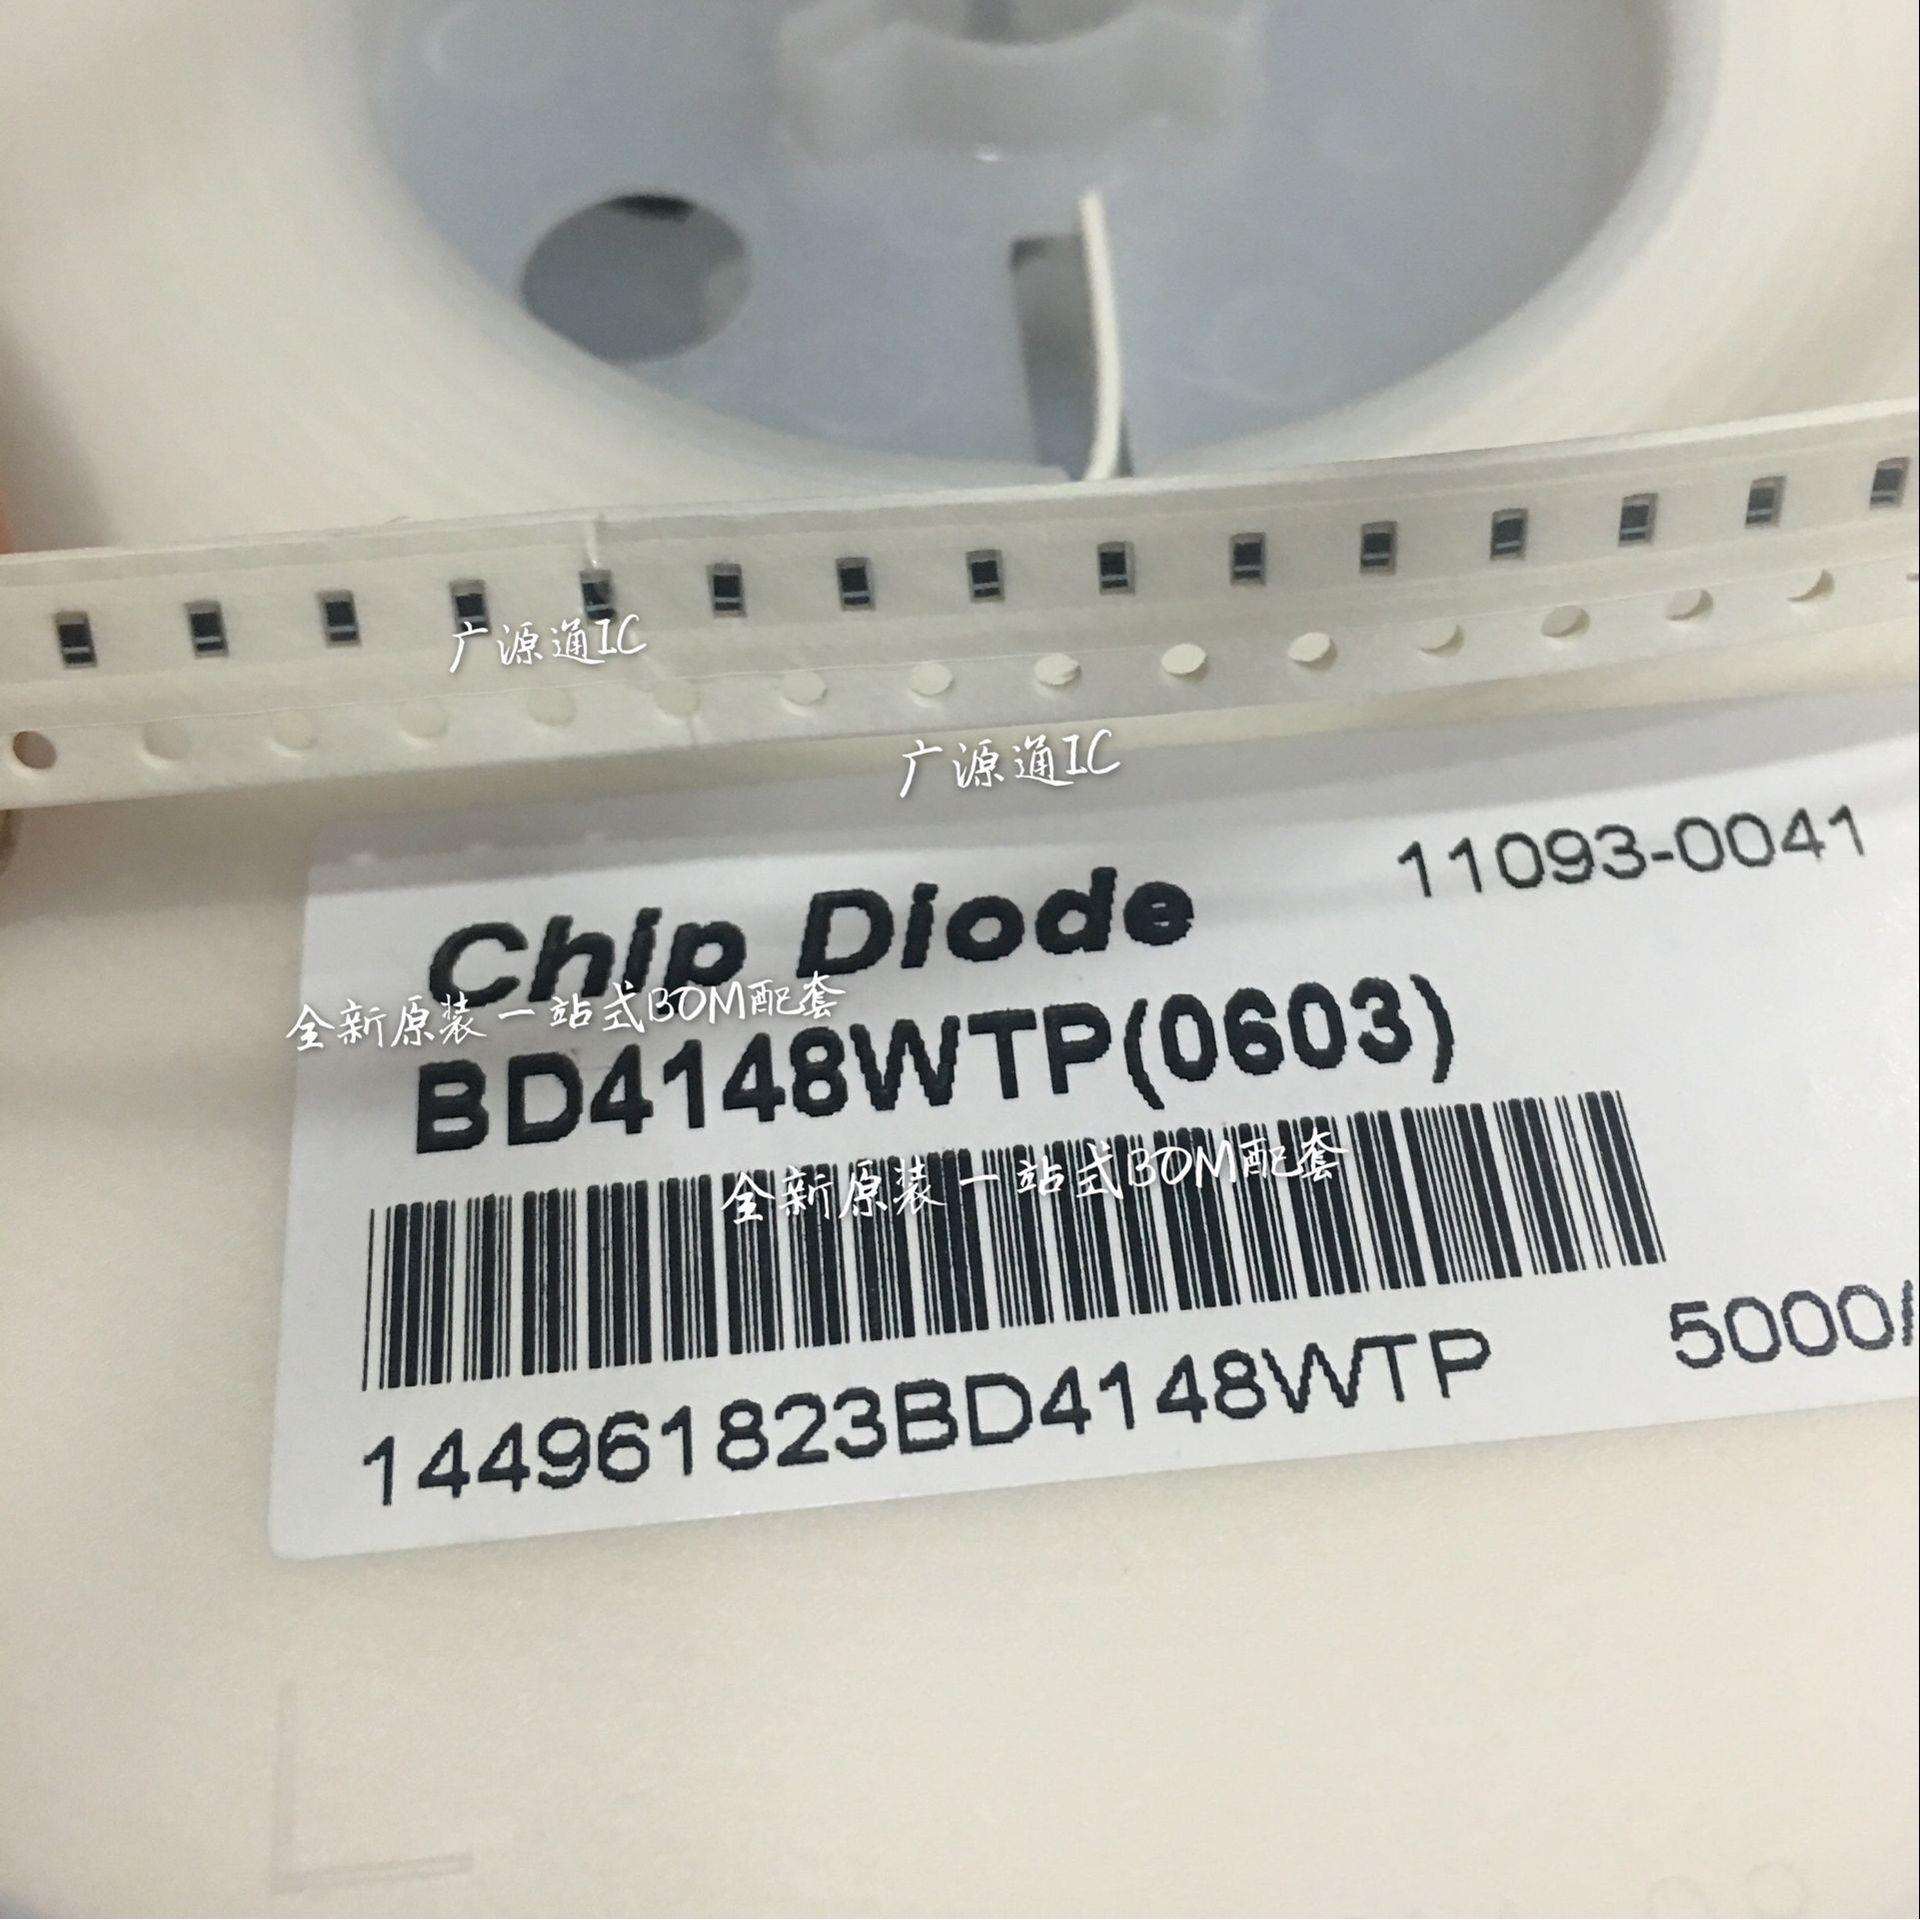 广源通IC
广源通IC
11093-0041
Chip Diode
全新原装一站式BOM配套
BD4148WTP(0603)
全新原装一站式BOM配套
5000/
144961823BD4148WTP